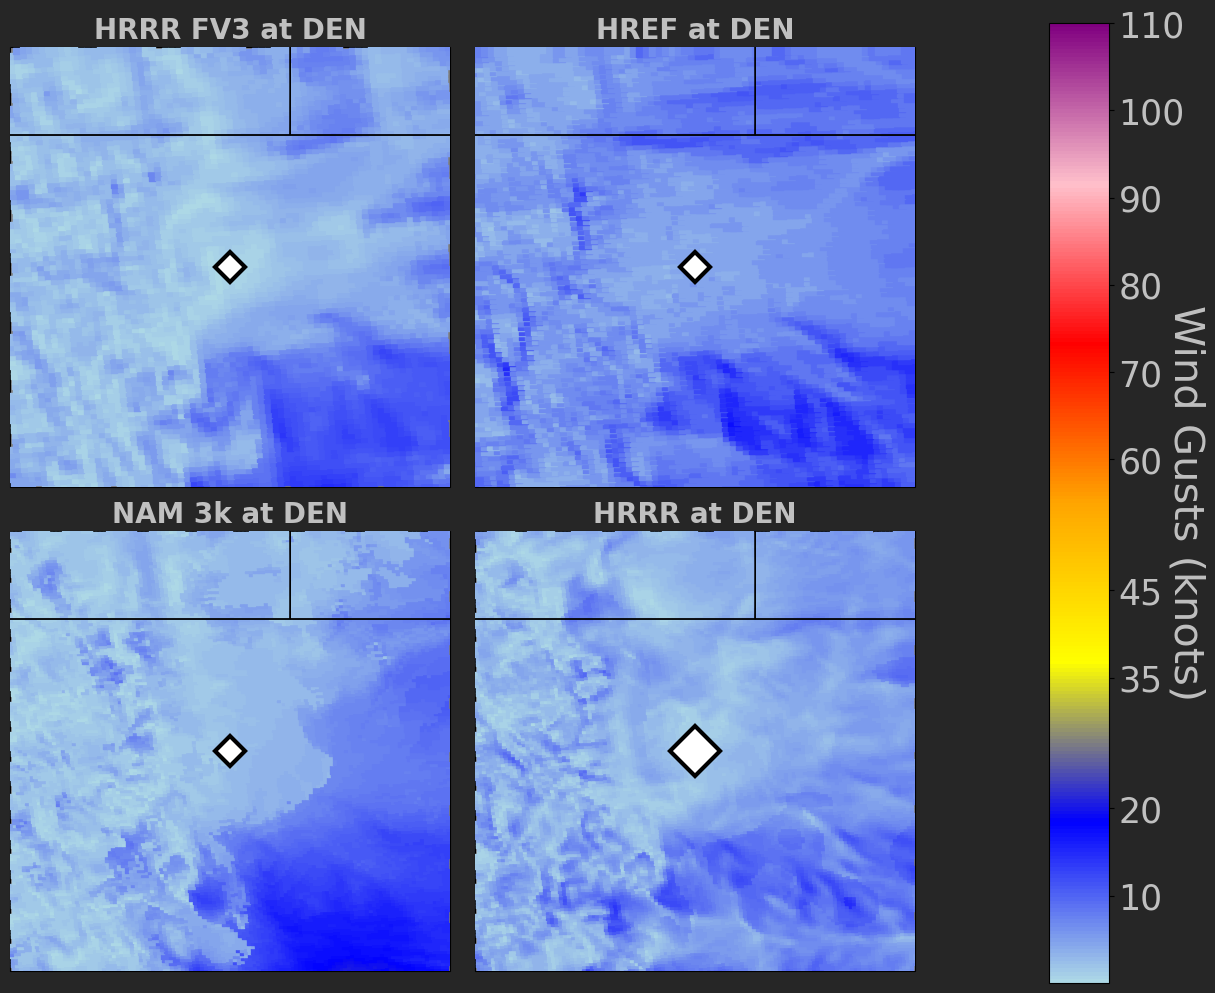 HRRR FV3 at DEN
HREF at DEN
NAM 3k at DEN
HRRR at DEN
110
100
90
80
70
60
45
35
20
10
Wind Gusts (knots)